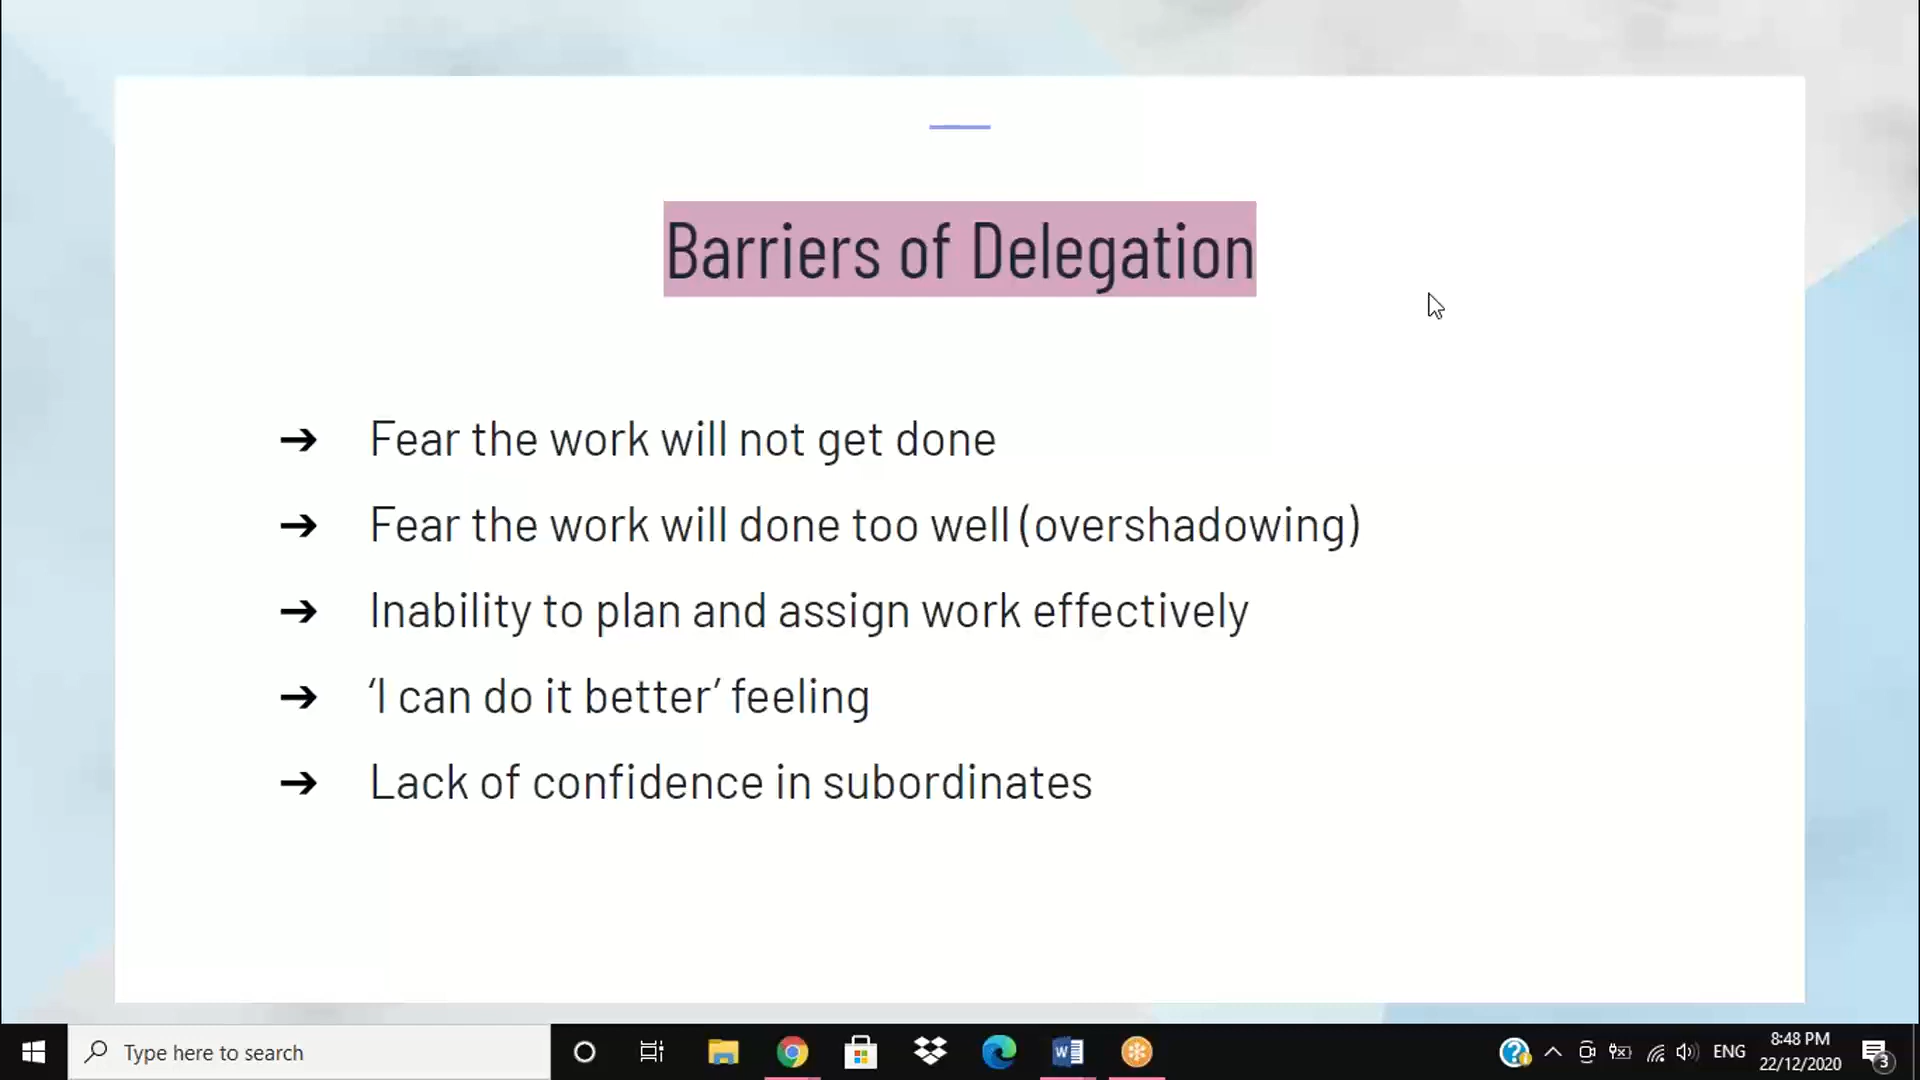 Barriers of Delegation
➔ Fear the work will not get done
➔ Fear the work will done too well (overshadowing)
➔ Inability to plan and assign work effectively
➔ ‘I can do it better’ feeling
➔ Lack of confidence in subordinates
Type here to search
ENG
8:48 PM
22/12/2020
3